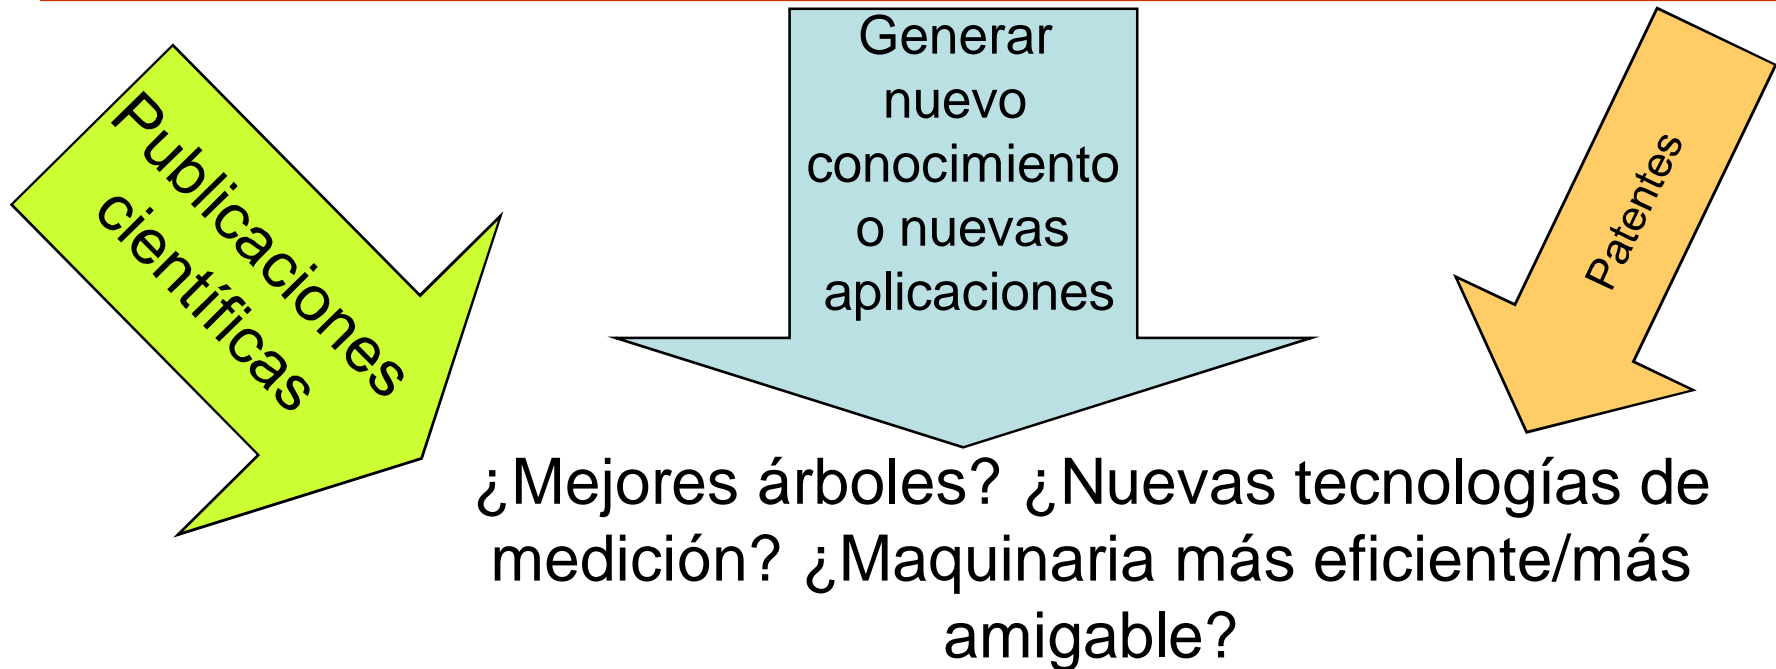 Publicaciones
científicas
Generar
nuevo
conocimiento
o nuevas
aplicaciones
Patentes
¿Mejores árboles? ¿Nuevas tecnologías de
medición? ¿Maquinaria más eficiente/más
amigable?